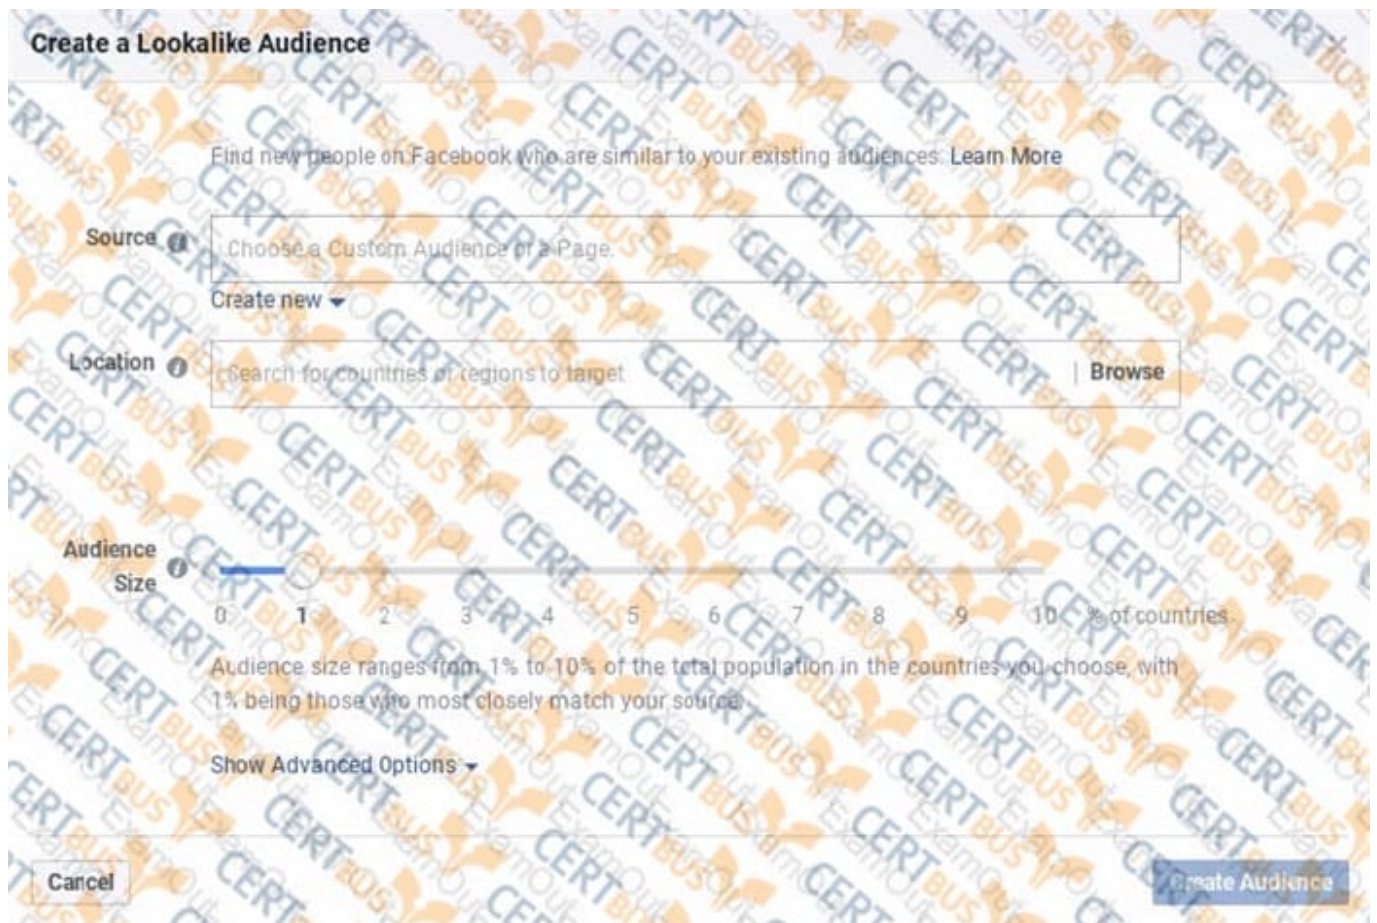 Create a Lookalike Audience
Find new people on Facebook who are similar to your existing audiences. Learn More
Source
Choose a Custom Audience or a Page.
Create new
Location
Search for countries or regions to target
Browse
Audience
Size
0 1 2 3 4 5 6 7 8 9 10 % of countries
Audience size ranges from 1% to 10% of the total population in the countries you choose, with
1% being those who most closely match your source.
Show Advanced Options
Cancel
Create Audience
CERTBUS